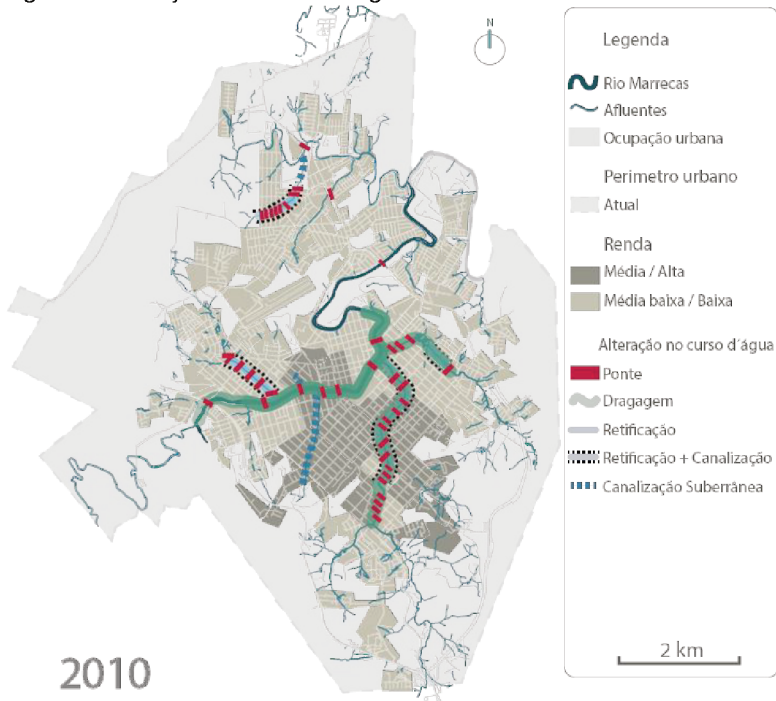 N
Legenda
Rio Marrecas
Afluentes
Ocupação urbana
Perímetro urbano
Atual
Renda
Média / Alta
Média baixa / Baixa
Alteração no curso d´água
Ponte
Dragagem
Retificação
Retificação + Canalização
Canalização Suberrânea
2 km
2010